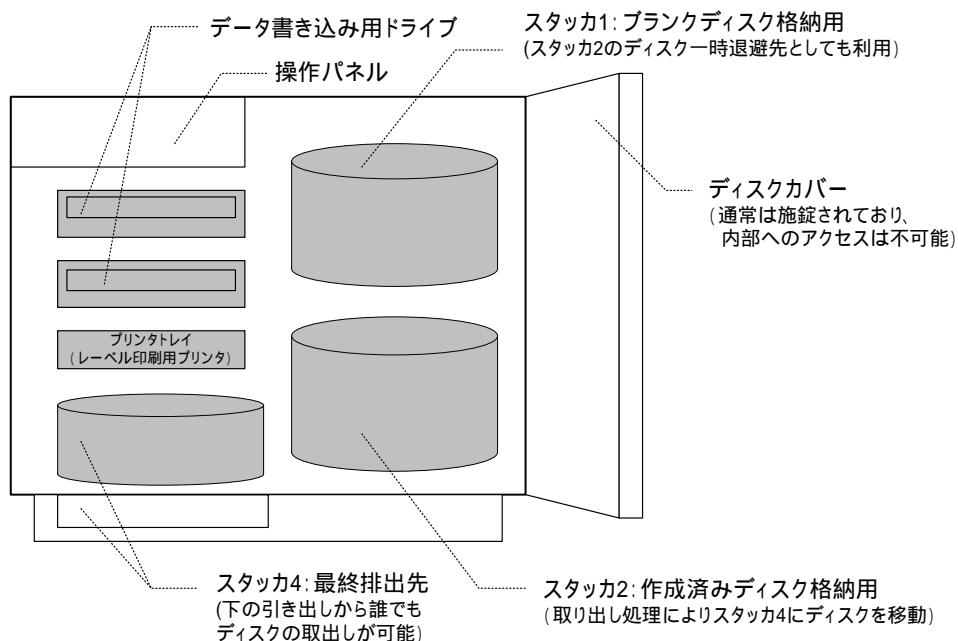 データ書き込み用ドライブ
操作パネル
スタッカ1：ブランクディスク格納用
(スタッカ2のディスク一時退避先としても利用)
ディスクカバー
(通常は施錠されており、
内部へのアクセスは不可能)
プリンタトレイ
(レーベル印刷用プリンタ)
スタッカ4：最終排出先
(下の引き出しから誰でも
ディスクの取出しが可能)
スタッカ2：作成済みディスク格納用
(取り出し処理によりスタッカ4にディスクを移動)